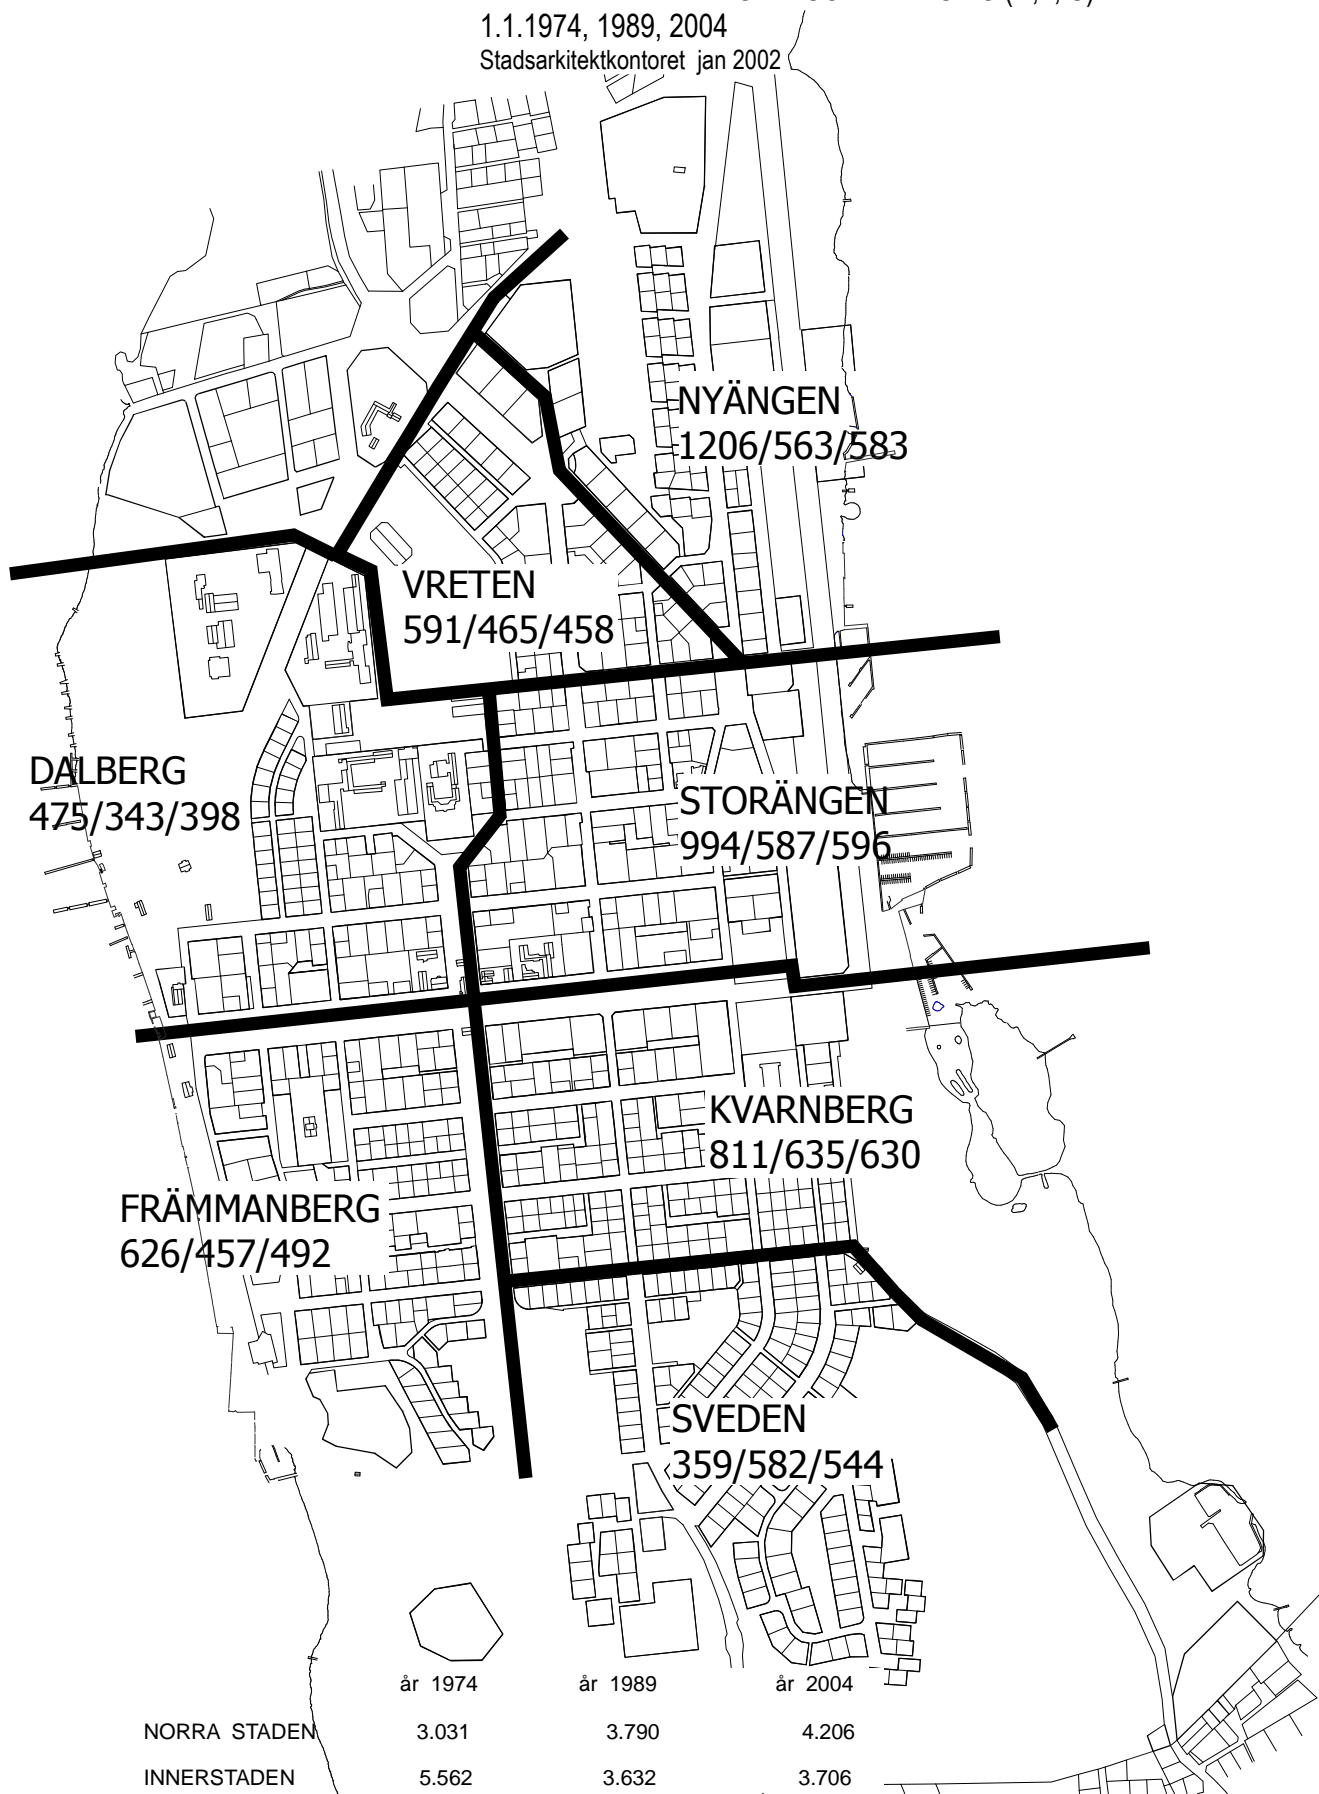 1.1.1974, 1989, 2004
Stadsarkitektkontoret jan 2002
NYÄNGEN
1206/563/583
VRETEN
591/465/458
DALBERG
475/343/398
STORÄNGEN
994/587/596
KVARNBERG
811/635/630
FRÄMMANBERG
626/457/492
SVEDEN
359/582/544
år 1974 år 1989 år 2004
NORRA STADEN 3.031 3.790 4.206
INNERSTADEN 5.562 3.632 3.706